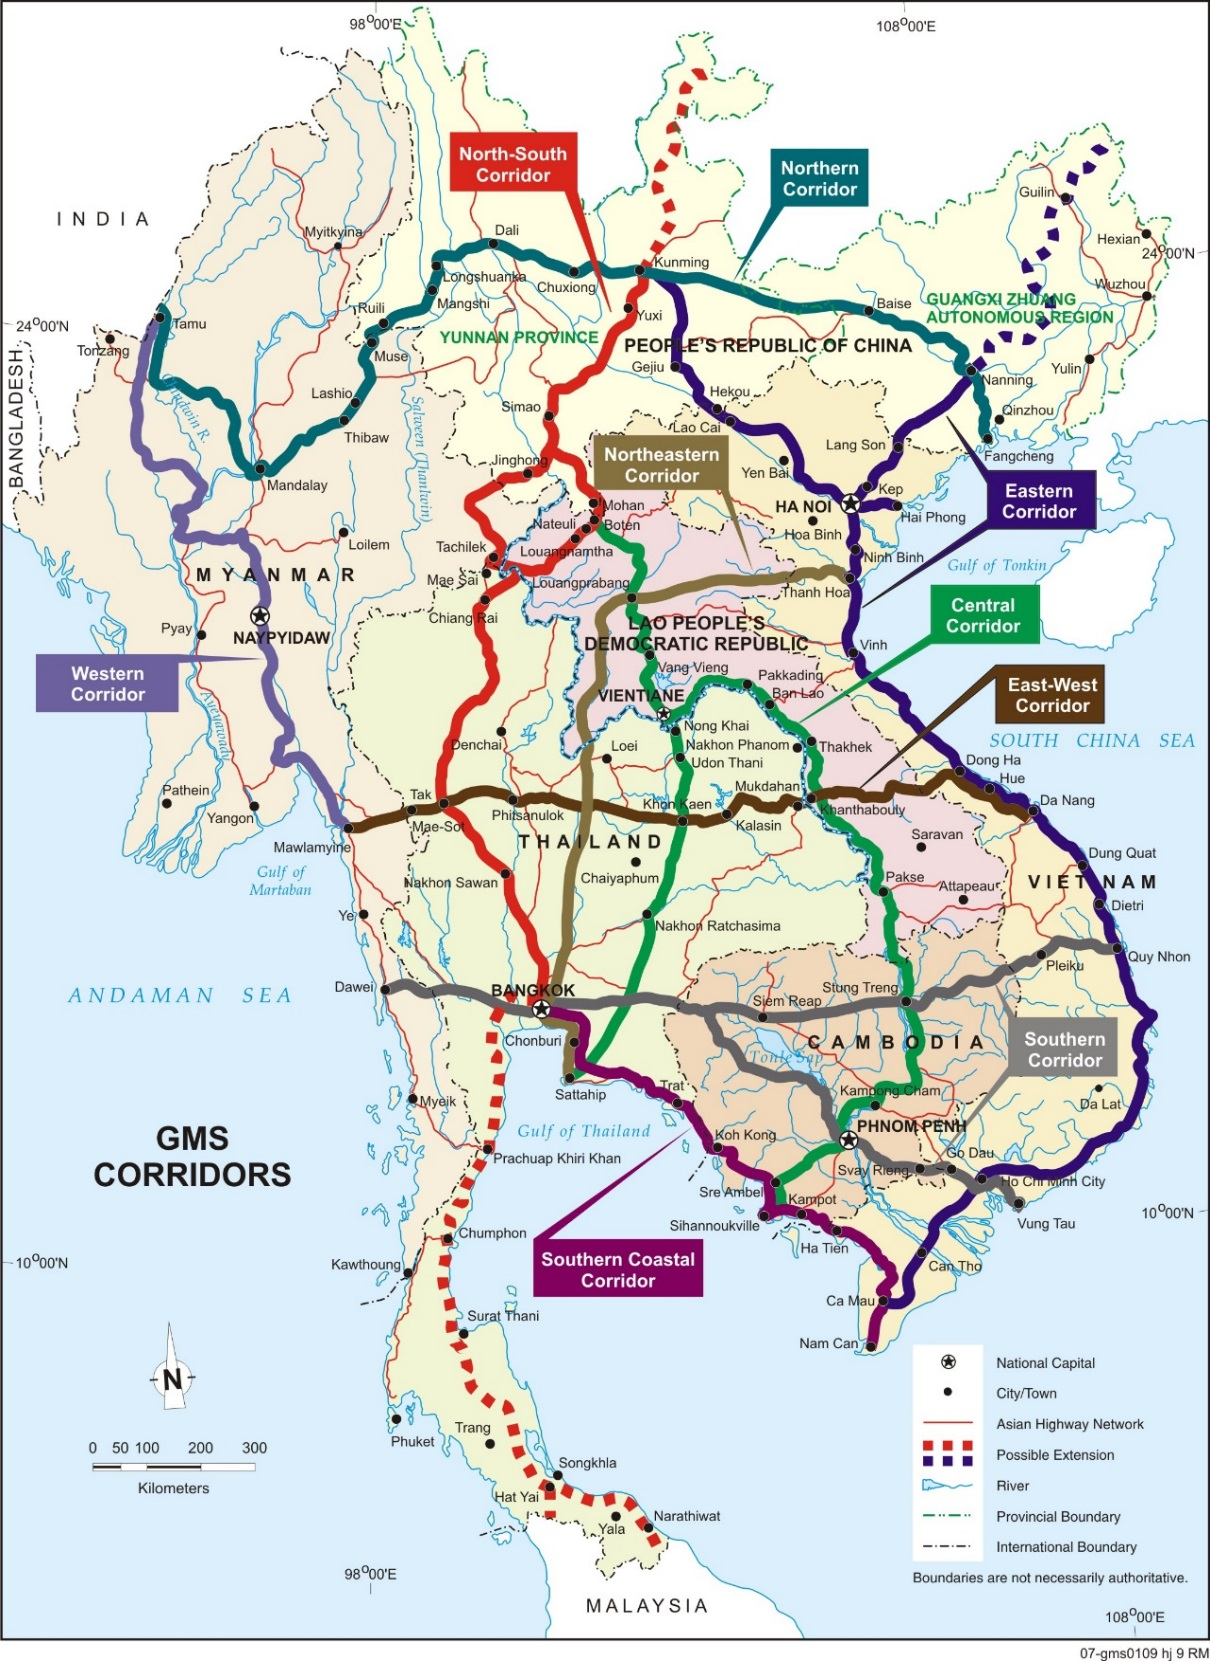 98°00'E
108°00'E
North-South
Corridor
Northern
Corridor
Guilin
INDIA
Hexian
24°00'N
Myitkyina
Dali
Kunming
Longshuanka
Chuxiong
Wuzhou
Mangshi
Baise
GUANGXI ZHUANG
AUTONOMOUS REGION
Ruili
Yuxi
Tamu
24°00'N
YUNNAN PROVINCE
PEOPLE'S REPUBLIC OF CHINA
Tonzang
Muse
Gejiu
Yulin
Nanning
BANGLADESH
Chindwin R.
Lashio
Salween (Thanlwin)
Simao
Hekou
Qinzhou
Lao Cai
Thibaw
Lang Son
Fangcheng
Northeastern
Corridor
Jinghong
Yen Bai
Mandalay
Kep
Eastern
Corridor
Mohan
HA NOI
Hai Phong
Nateuli
Boten
Hoa Binh
Loilem
Tachilek
Louangnamtha
Ninh Binh
Gulf of Tonkin
MYANMAR
Mae Sai
Louangprabang
Thanh Hoa
Chiang Rai
Central
Corridor
Pyay
NAYPYIDAW
LAO PEOPLE'S
DEMOCRATIC REPUBLIC
Vinh
Western
Corridor
Vang Vieng
Pakkading
East-West
Corridor
VIENTIANE
Ban Lao
Ayeyarwady
Nong Khai
Denchai
Loei
Nakhon Phanom
Thakhek
SOUTH CHINA SEA
Udon Thani
Dong Ha
Hue
Pathein
Tak
Mukdahan
Da Nang
Yangon
Phitsanulok
Khon Kaen
Khanthabouly
Mae-Sot
Kalasin
Mawlamyine
THAILAND
Saravan
Dung Quat
Gulf of
Martaban
Nakhon Sawan
Chaiyaphum
Pakse
Attapeau
VIET NAM
Dietri
Ye
Nakhon Ratchasima
Quy Nhon
Pleiku
ANDAMAN SEA
Dawei
BANGKOK
Siem Reap
Stung Treng
Chonburi
CAMBODIA
Southern
Corridor
Tonle Sap
Sattahip
Trat
Kampong Cham
Myeik
Da Lat
GMS
CORRIDORS
Gulf of Thailand
PHNOM PENH
Koh Kong
Prachuap Khiri Khan
Svay Rieng
Go Dau
Ho Chi Minh City
Sre Ambel
Kampot
10°00'N
Sihannoukville
Vung Tau
Chumphon
Ha Tien
10°00'N
Kawthoung
Southern Coastal
Corridor
Can Tho
Ca Mau
Surat Thani
Nam Can
National Capital
N
City/Town
Phuket
Trang
Asian Highway Network
0 50 100 200 300
Kilometers
Possible Extension
Songkhla
River
Hat Yai
Narathiwat
Provincial Boundary
Yala
International Boundary
98°00'E
Boundaries are not necessarily authoritative.
MALAYSIA
108°00'E
07-gms0109 hj 9 RM